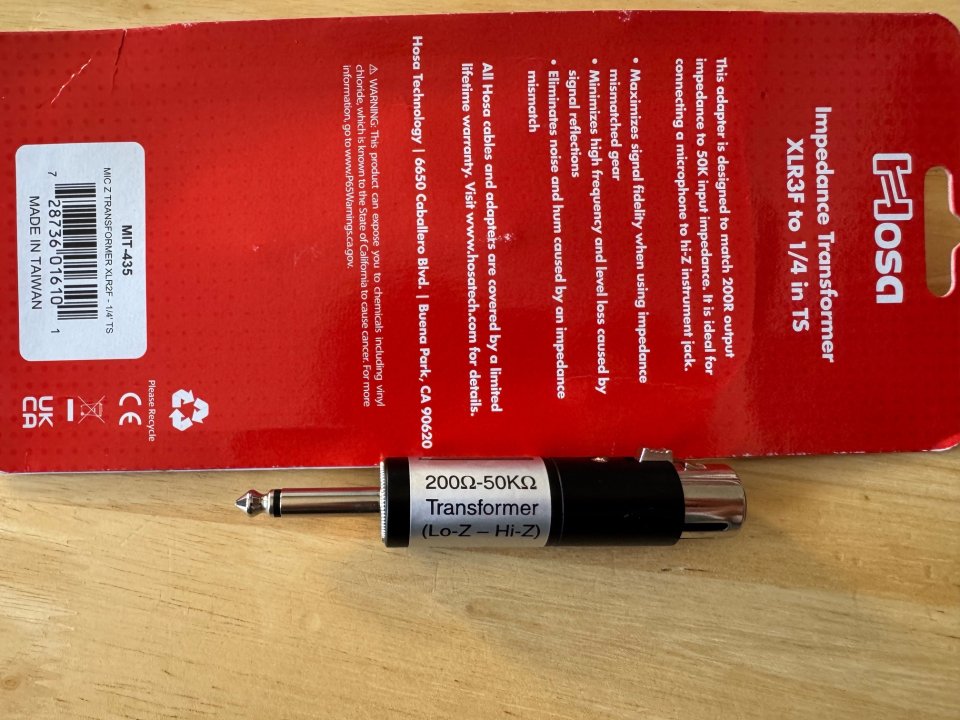 Hosa
Impedance Transformer
XLR3F to 1/4 in TS
This adapter is designed to match 200R output
impedance to 50K input impedance. It is ideal for
connecting a microphone to hi-Z instrument jack.
• Maximizes signal fidelity when using impedance
mismatched gear
• Minimizes high frequency and level loss caused by
signal reflections
• Eliminates noise and hum caused by an impedance
mismatch
All Hosa cables and adapters are covered by a limited
lifetime warranty. Visit www.hosatech.com for details.
Hosa Technology | 6650 Caballero Blvd. | Buena Park, CA 90620
⚠ WARNING: This product can expose you to chemicals including vinyl
chloride, which is known to the State of California to cause cancer. For more
information, go to www.P65Warnings.ca.gov.
MIT-435
MIC Z TRANSFORMER XLR2F - 1/4" TS
7 28736 01610 1
MADE IN TAIWAN
Please Recycle
CE
UK
CA
200Ω-50KΩ
Transformer
(Lo-Z – Hi-Z)